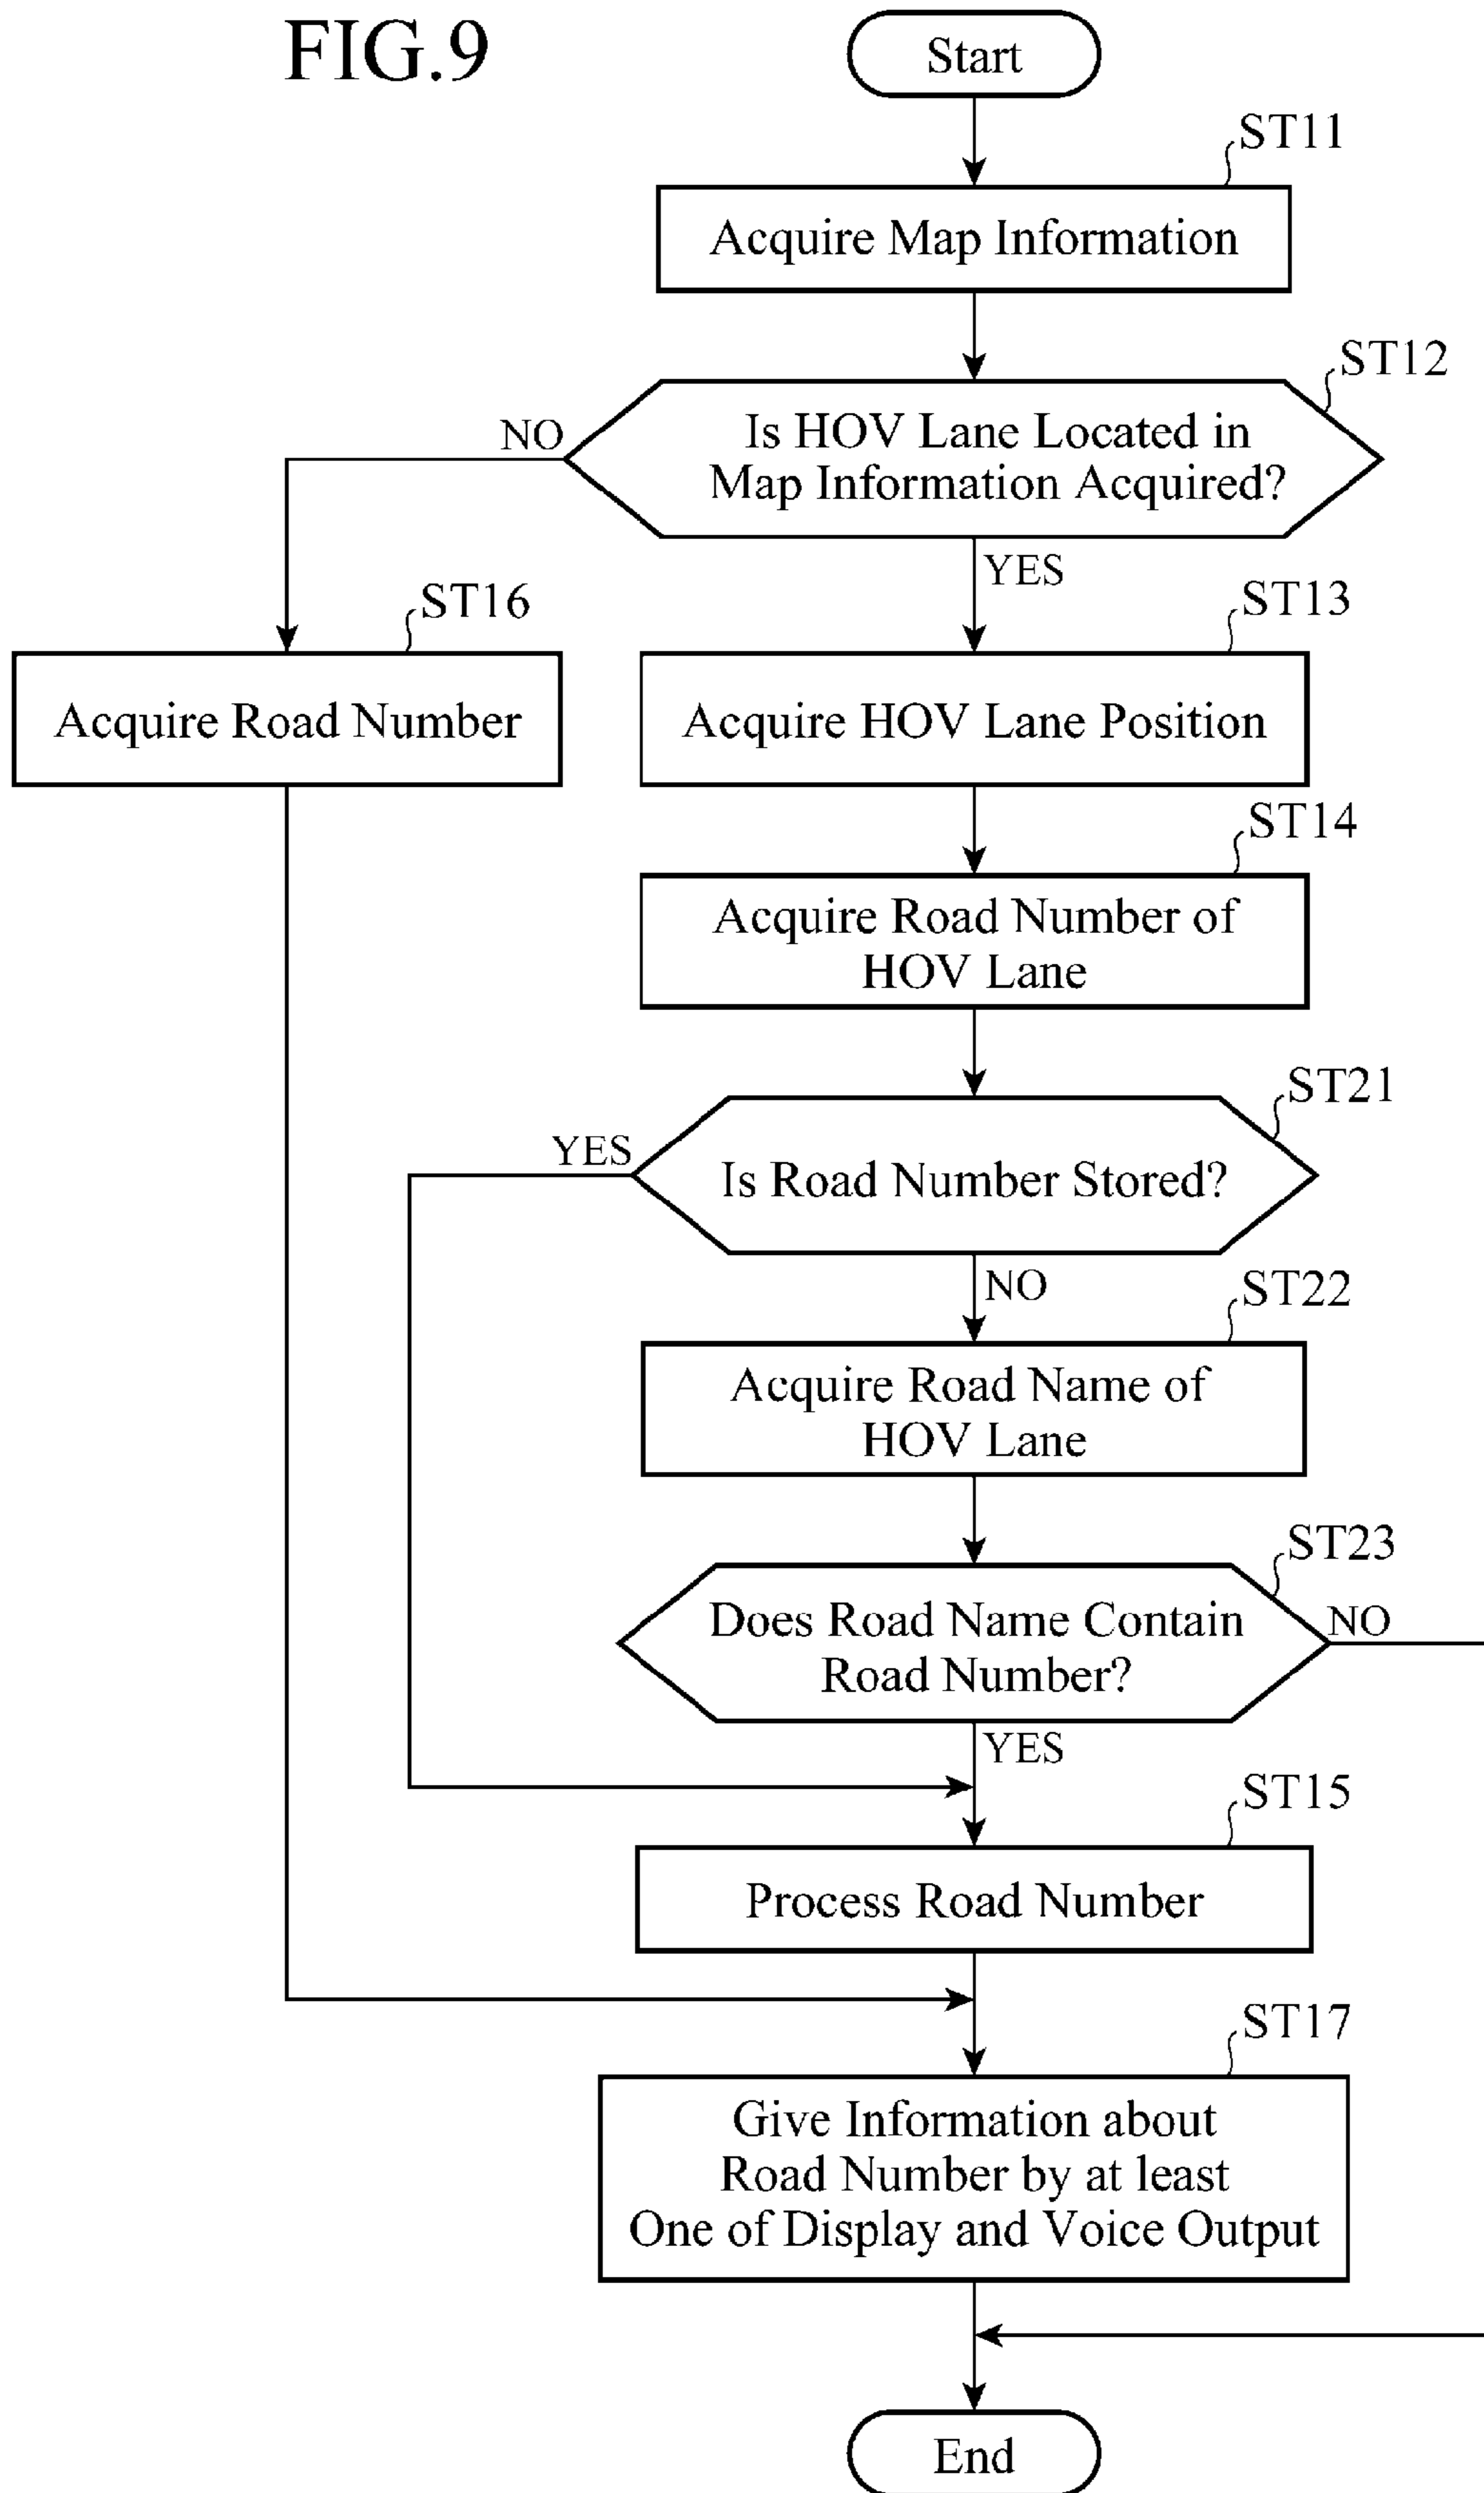 FIG.9
Start
ST11
Acquire Map Information
ST12
NO
Is HOV Lane Located in
Map Information Acquired?
YES
ST16
ST13
Acquire Road Number
Acquire HOV Lane Position
ST14
Acquire Road Number of
HOV Lane
ST21
YES
Is Road Number Stored?
NO
ST22
Acquire Road Name of
HOV Lane
ST23
Does Road Name Contain
Road Number?
NO
YES
ST15
Process Road Number
ST17
Give Information about
Road Number by at least
One of Display and Voice Output
End